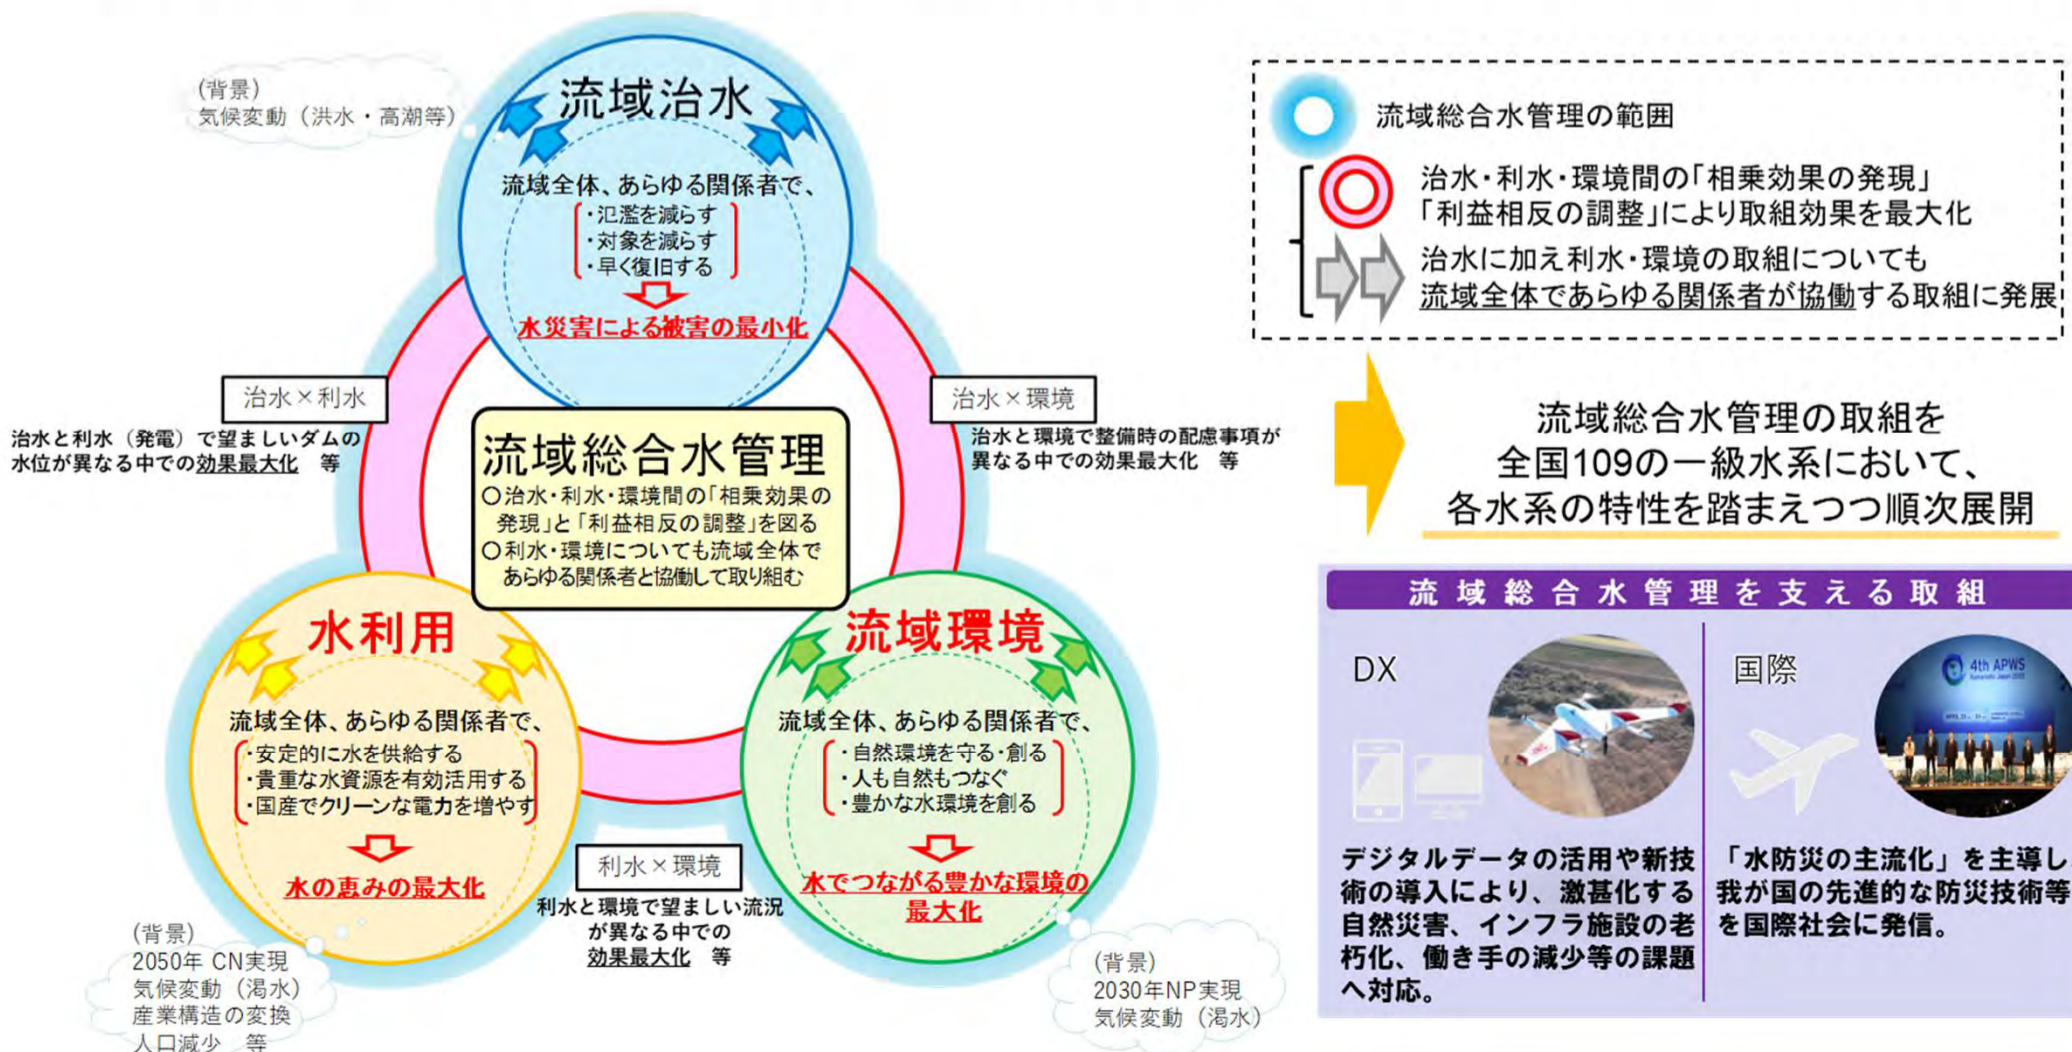 (背景)
気候変動（洪水・高潮等）
流域治水
流域全体、あらゆる関係者で、
・氾濫を減らす
・対象を減らす
・早く復旧する
水災害による被害の最小化
治水×利水
治水と利水（発電）で望ましいダムの
水位が異なる中での効果最大化　等
治水×環境
治水と環境で整備時の配慮事項が
異なる中での効果最大化　等
流域総合水管理
○治水・利水・環境間の「相乗効果の
発現」と「利益相反の調整」を図る
○利水・環境についても流域全体で
あらゆる関係者と協働して取り組む
水利用
流域全体、あらゆる関係者で、
・安定的に水を供給する
・貴重な水資源を有効活用する
・国産でクリーンな電力を増やす
水の恵みの最大化
(背景)
2050年 CN実現
気候変動（渇水）
産業構造の変換
人口減少　等
利水×環境
利水と環境で望ましい流況
が異なる中での
効果最大化　等
流域環境
流域全体、あらゆる関係者で、
・自然環境を守る・創る
・人も自然もつなぐ
・豊かな水環境を創る
水でつながる豊かな環境の
最大化
(背景)
2030年NP実現
気候変動（渇水）
流域総合水管理の範囲
治水・利水・環境間の「相乗効果の発現」
「利益相反の調整」により取組効果を最大化
治水に加え利水・環境の取組についても
流域全体であらゆる関係者が協働する取組に発展
流域総合水管理の取組を
全国109の一級水系において、
各水系の特性を踏まえつつ順次展開
流域総合水管理を支える取組
DX
デジタルデータの活用や新技
術の導入により、激甚化する
自然災害、インフラ施設の老
朽化、働き手の減少等の課題
へ対応。
国際
4th APWS
「水防災の主流化」を主導し
我が国の先進的な防災技術等
を国際社会に発信。